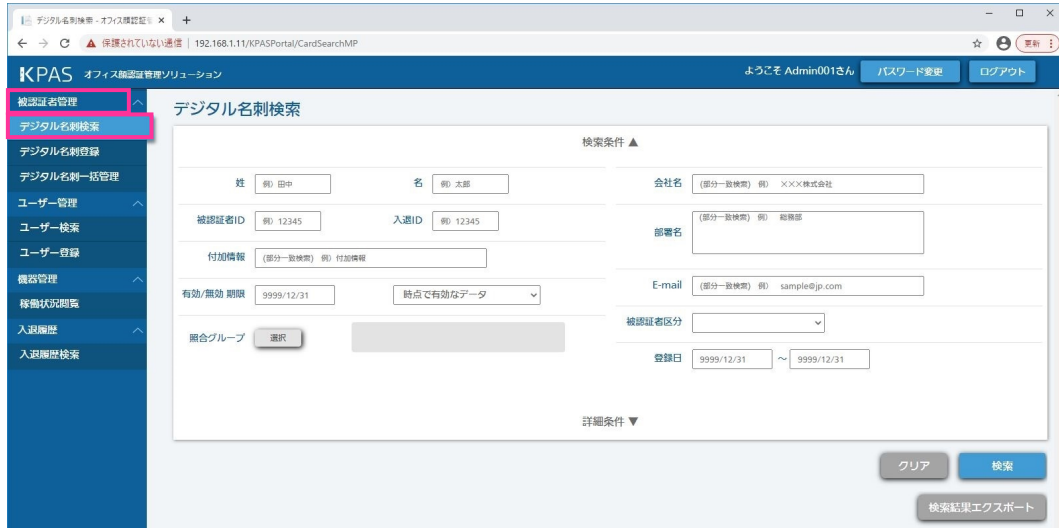 デジタル名刺検索 - オフィス顔認証
保護されていない通信 | 192.168.1.11/KPASPortal/CardSearchMP
更新
KPAS オフィス顔認証管理ソリューション
ようこそ Admin001さん
パスワード変更
ログアウト
被認証者管理
デジタル名刺検索
デジタル名刺登録
デジタル名刺一括管理
ユーザー管理
ユーザー検索
ユーザー登録
機器管理
稼働状況閲覧
入退履歴
入退履歴検索
デジタル名刺検索
検索条件 ▲
姓 例) 田中 名 例) 太郎
被認証者ID 例) 12345 入退ID 例) 12345
付加情報 (部分一致検索) 例) 付加情報
有効/無効 期限 9999/12/31 時点で有効なデータ
照合グループ 選択
会社名 (部分一致検索) 例) ×××株式会社
部署名 (部分一致検索) 例) 総務部
E-mail (部分一致検索) 例) sample@jp.com
被認証者区分
登録日 9999/12/31 ～ 9999/12/31
詳細条件 ▼
クリア
検索
検索結果エクスポート